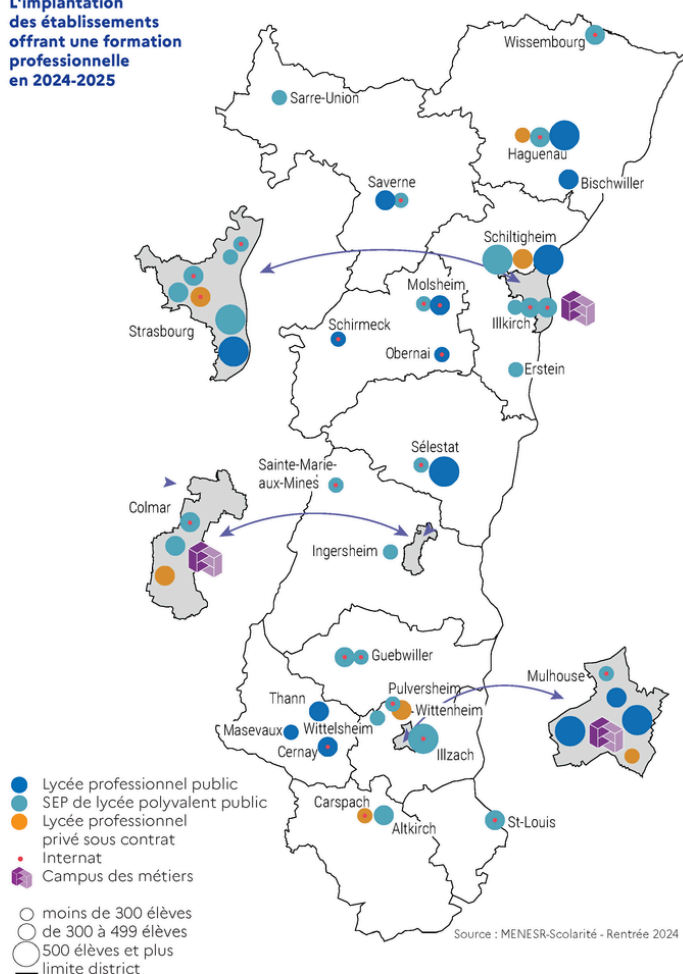 L'implantation
des établissements
offrant une formation
professionnelle
en 2024-2025
Wissembourg
Sarre-Union
Haguenau
Bischwiller
Saverne
Schiltigheim
Molsheim
Strasbourg
Schirmeck
Illkirch
Obernai
Erstein
Sélestat
Sainte-Marie-
aux-Mines
Colmar
Ingersheim
Guebwiller
Mulhouse
Pulversheim
Thann
Wittenheim
Masevaux
Wittelsheim
Cernay
Illzach
Carspach
Altkirch
St-Louis
Lycée professionnel public
SEP de lycée polyvalent public
Lycée professionnel
privé sous contrat
Internat
Campus des métiers
moins de 300 élèves
de 300 à 499 élèves
500 élèves et plus
limite district
Source : MENESR-Scolarité - Rentrée 2024